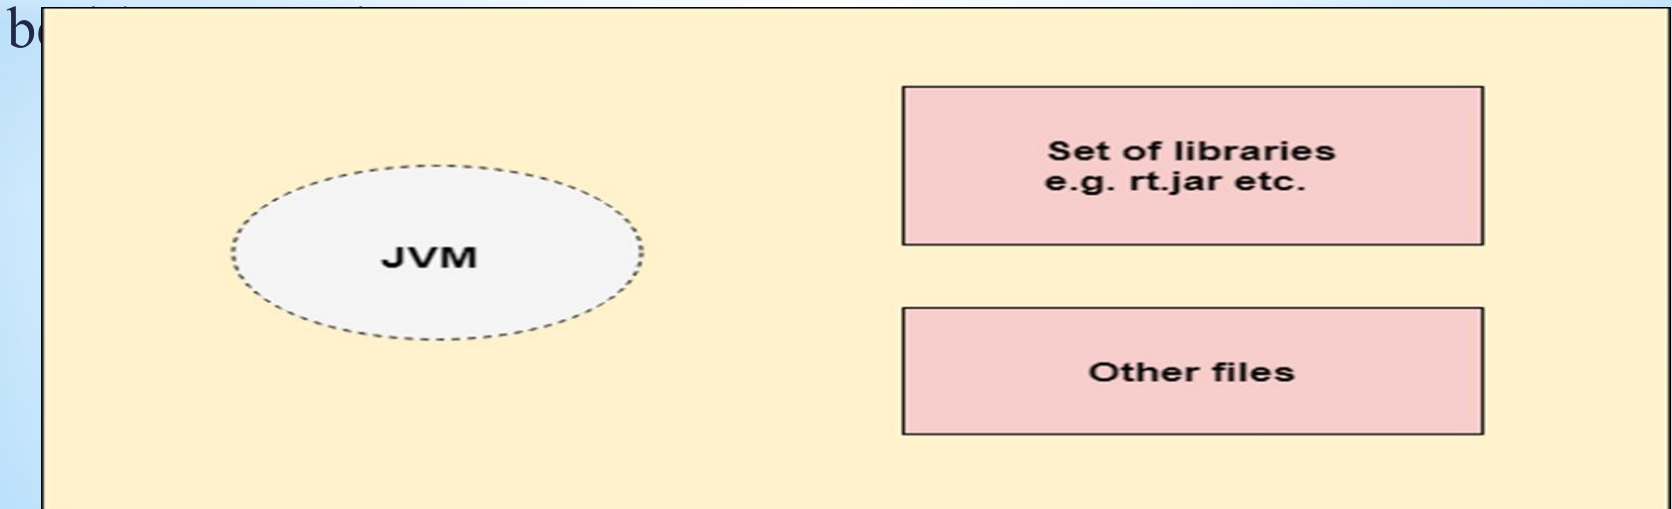 JVM
Set of libraries
e.g. rt.jar etc.
Other files